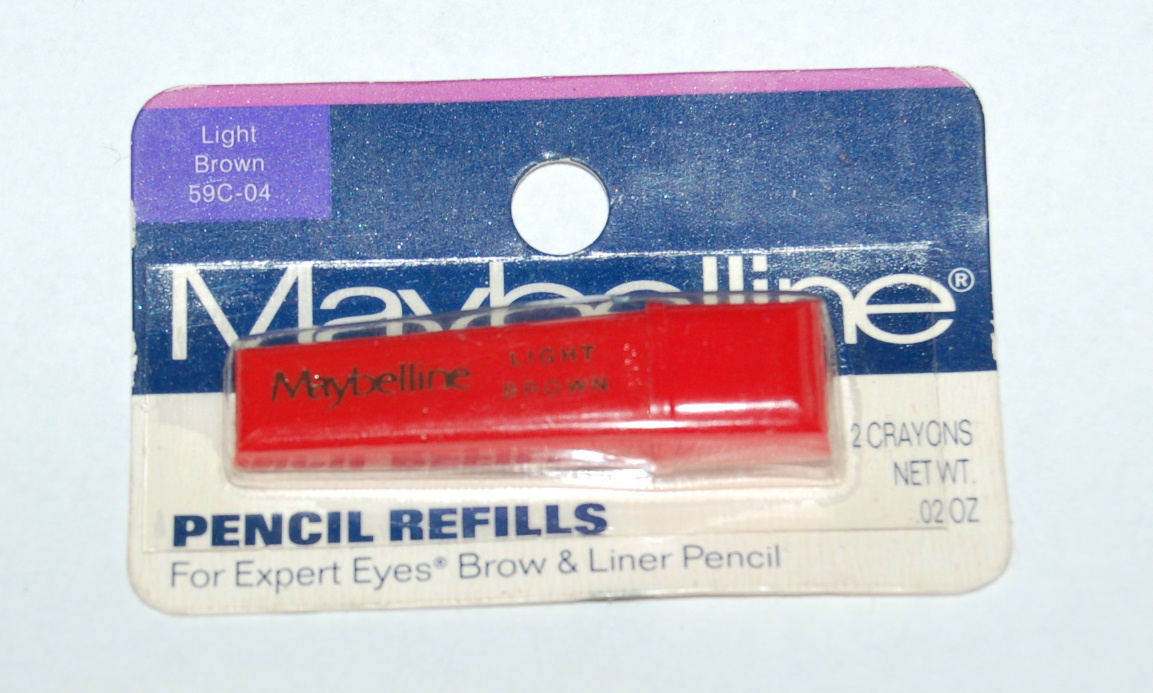 Light
Brown
59C-04
Maybelline®
Maybelline
LIGHT
BROWN
2 CRAYONS
NET WT.
.02 OZ
PENCIL REFILLS
For Expert Eyes® Brow & Liner Pencil